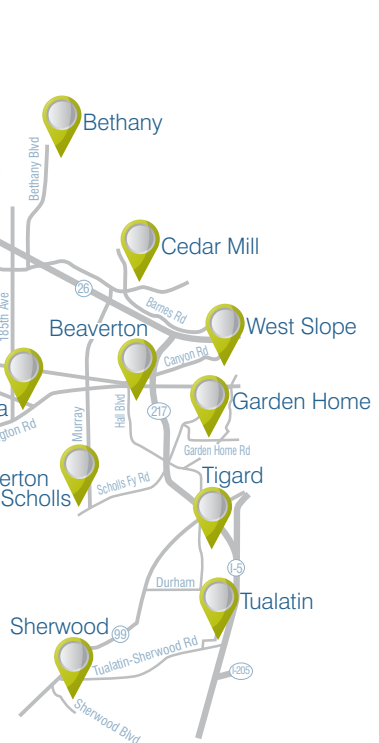 Bethany
Bethany Blvd
Cedar Mill
26
185th Ave
Barnes Rd
Beaverton
West Slope
Canyon Rd
Garden Home
a
217
Hall Blvd
Murray
gton Rd
Garden Home Rd
erton
Scholls
Scholls Fy Rd
Tigard
I-5
Durham
Tualatin
Sherwood
99
Tualatin-Sherwood Rd
I-205
Sherwood Blvd